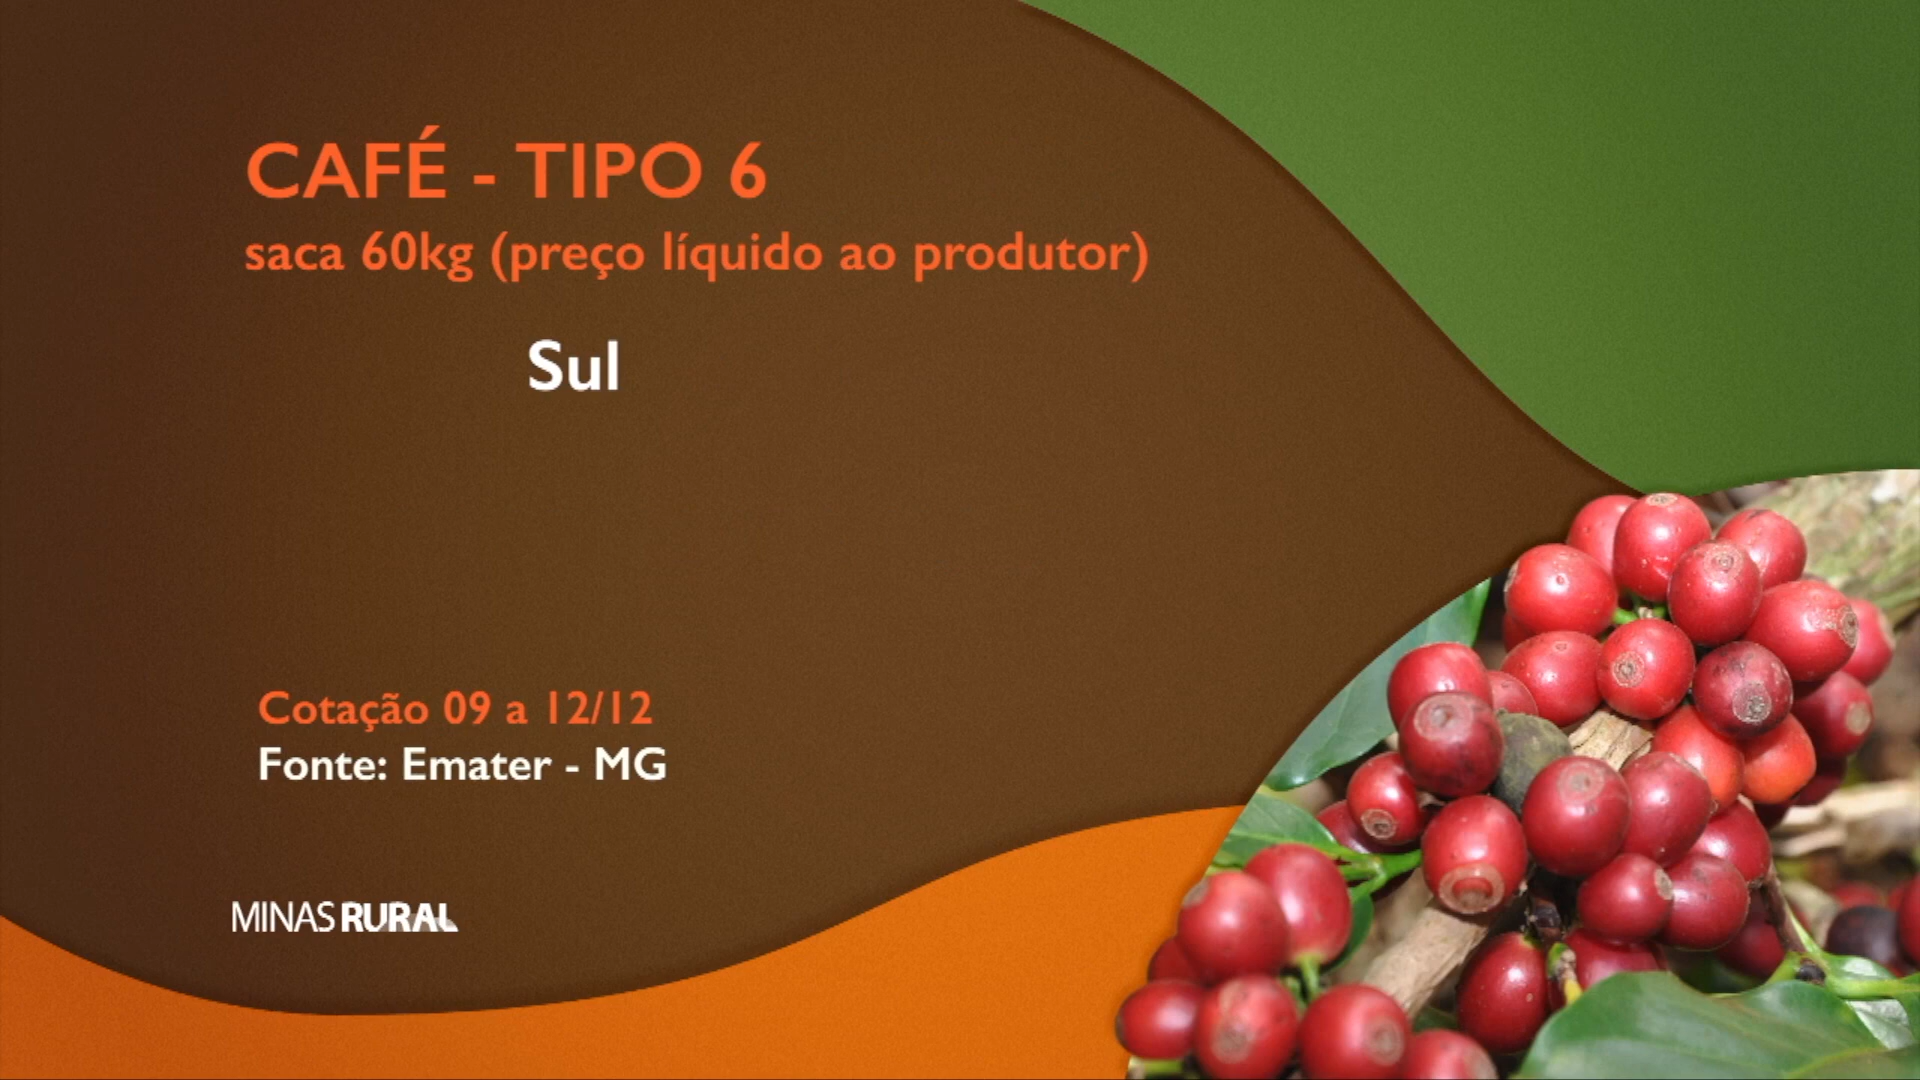 CAFÉ - TIPO 6
saca 60kg (preço líquido ao produtor)
Sul
Cotação 09 a 12/12
Fonte: Emater - MG
MINAS RURAL